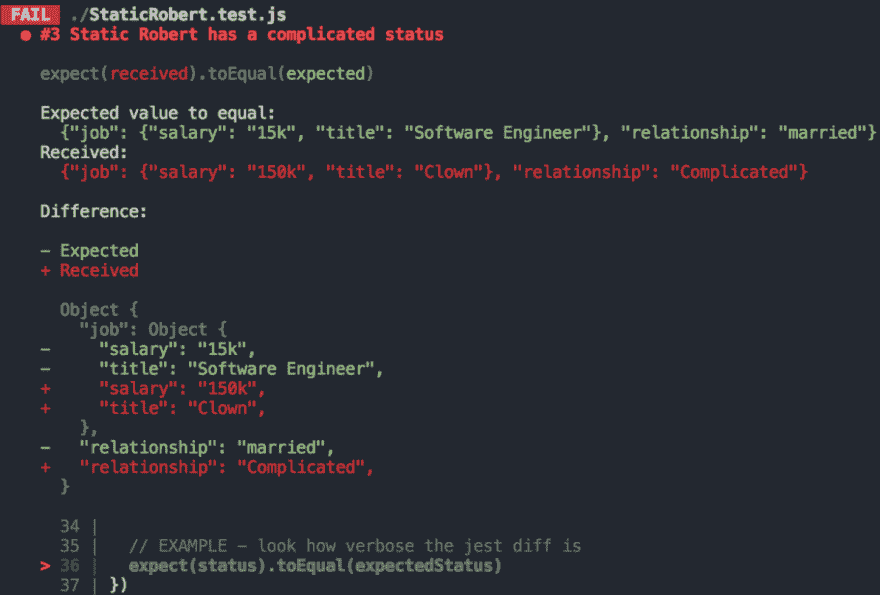 FAIL ./StaticRobert.test.js
● #3 Static Robert has a complicated status
expect(received).toEqual(expected)
Expected value to equal:
{"job": {"salary": "15k", "title": "Software Engineer"}, "relationship": "married"}
Received:
{"job": {"salary": "150k", "title": "Clown"}, "relationship": "Complicated"}
Difference:
- Expected
+ Received
Object {
"job": Object {
- "salary": "15k",
- "title": "Software Engineer",
+ "salary": "150k",
+ "title": "Clown",
},
- "relationship": "married",
+ "relationship": "Complicated",
}
34 |
35 | // EXAMPLE - look how verbose the jest diff is
> 36 | expect(status).toEqual(expectedStatus)
37 | })